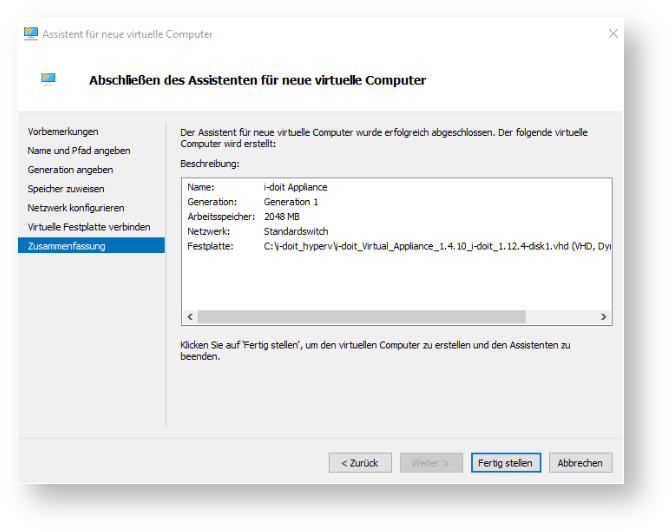 Assistent für neue virtuelle Computer
Abschließen des Assistenten für neue virtuelle Computer
Vorbemerkungen
Name und Pfad angeben
Generation angeben
Speicher zuweisen
Netzwerk konfigurieren
Virtuelle Festplatte verbinden
Zusammenfassung
Der Assistent für neue virtuelle Computer wurde erfolgreich abgeschlossen. Der folgende virtuelle
Computer wird erstellt:
Beschreibung:
Name: i-doit Appliance
Generation: Generation 1
Arbeitsspeicher: 2048 MB
Netzwerk: Standardswitch
Festplatte: C:\i-doit_hyperv\i-doit_Virtual_Appliance_1.4.10_i-doit_1.12.4-disk1.vhd (VHD, Dyn
Klicken Sie auf 'Fertig stellen', um den virtuellen Computer zu erstellen und den Assistenten zu
beenden.
< Zurück
Weiter >
Fertig stellen
Abbrechen